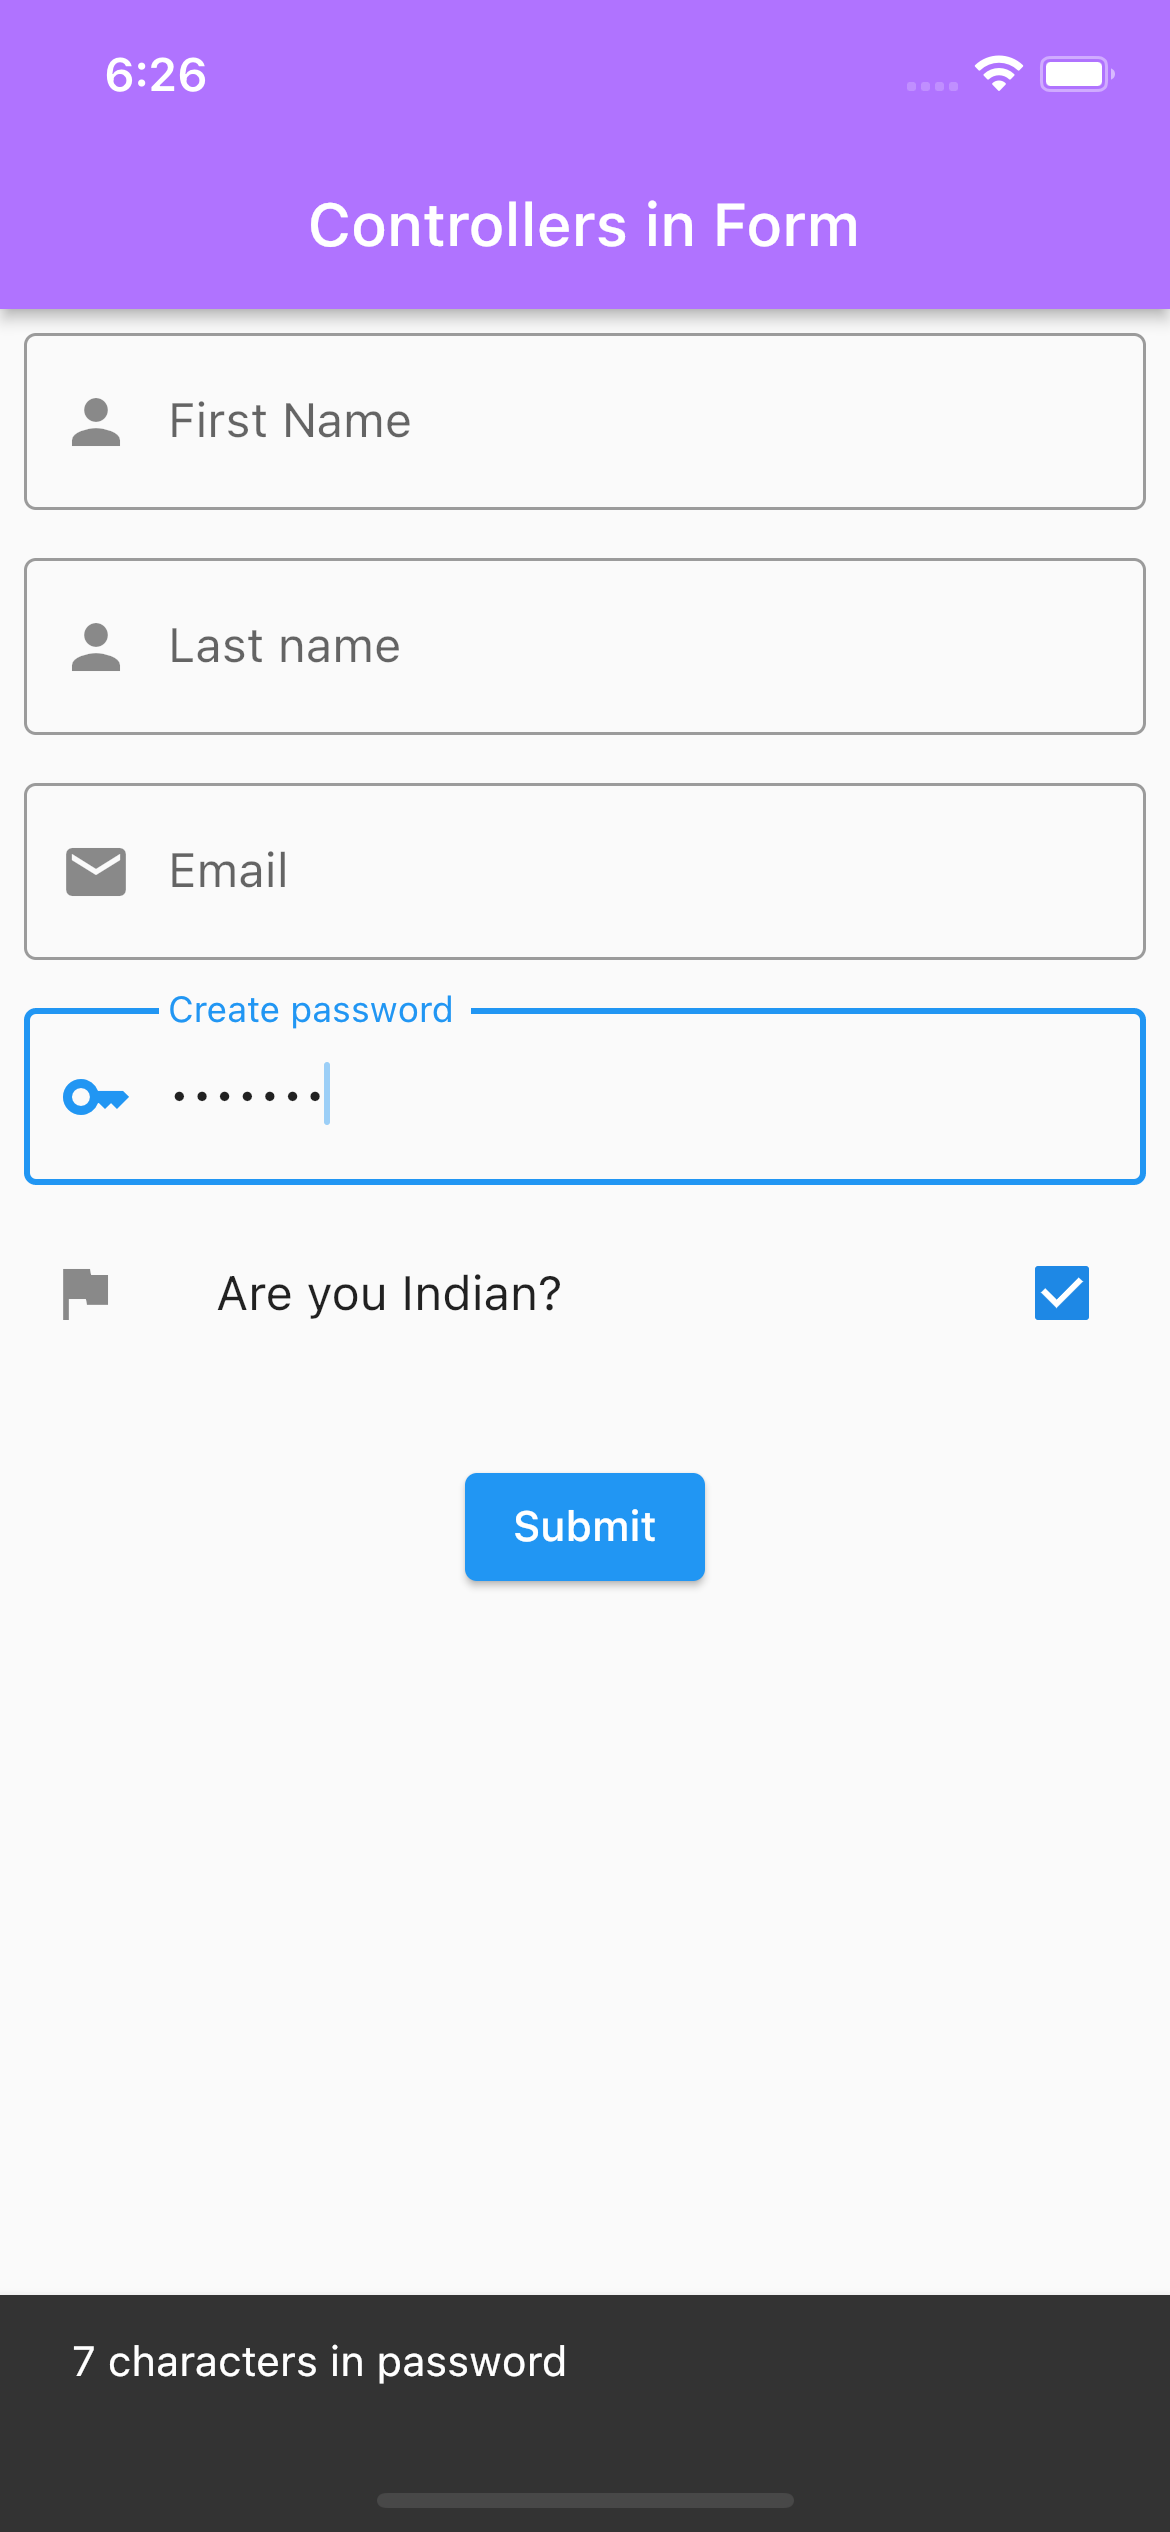 6:26
Controllers in Form
First Name
Last name
Email
Create password
•••••••
Are you Indian?
Submit
7 characters in password